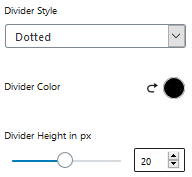 Divider Style
Dotted
Divider Color
Divider Height in px
20